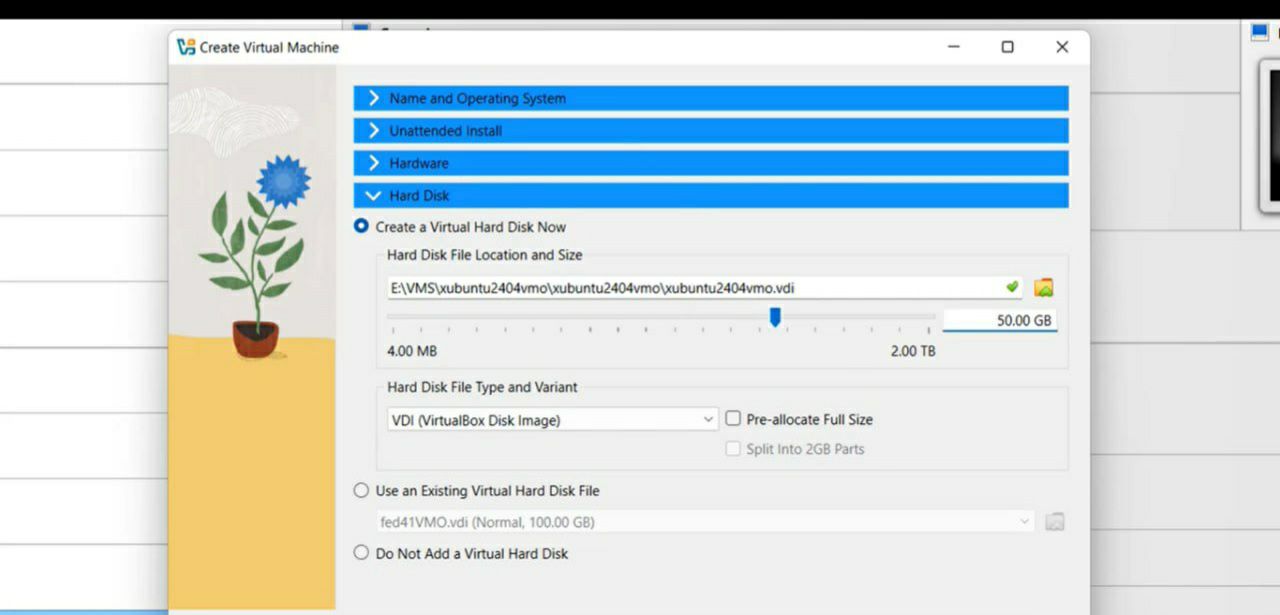 Create Virtual Machine
Name and Operating System
Unattended Install
Hardware
Hard Disk
Create a Virtual Hard Disk Now
Hard Disk File Location and Size
E:\VMS\xubuntu2404vmo\xubuntu2404vmo\xubuntu2404vmo.vdi
50.00 GB
4.00 MB 2.00 TB
Hard Disk File Type and Variant
VDI (VirtualBox Disk Image) Pre-allocate Full Size
Split Into 2GB Parts
Use an Existing Virtual Hard Disk File
fed41VMO.vdi (Normal, 100.00 GB)
Do Not Add a Virtual Hard Disk